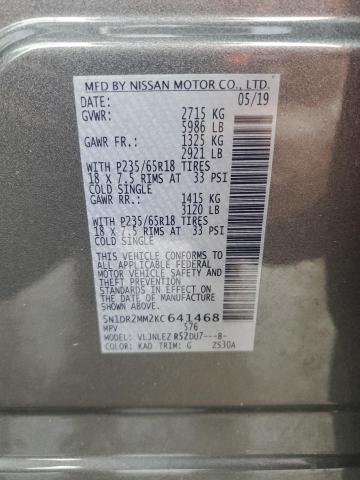 MFD BY NISSAN MOTOR CO., LTD.
DATE: 05/19
GVWR: 2715 KG
5986 LB
GAWR FR.: 1325 KG
2921 LB
WITH P235/65R18 TIRES
18 X 7.5 RIMS AT 33 PSI
COLD SINGLE
GAWR RR.: 1415 KG
3120 LB
WITH P235/65R18 TIRES
18 X 7.5 RIMS AT 33 PSI
COLD SINGLE
THIS VEHICLE CONFORMS TO ALL
APPLICABLE U.S. FEDERAL
MOTOR VEHICLE SAFETY AND
THEFT PREVENTION
STANDARDS IN EFFECT ON THE
DATE OF MANUFACTURE
SHOWN ABOVE.
5N1DR2MM2KC641468
MPV 576
MODEL: VLJNLEZ R52DU7---8-
COLOR: KAD TRIM: G 2S30A